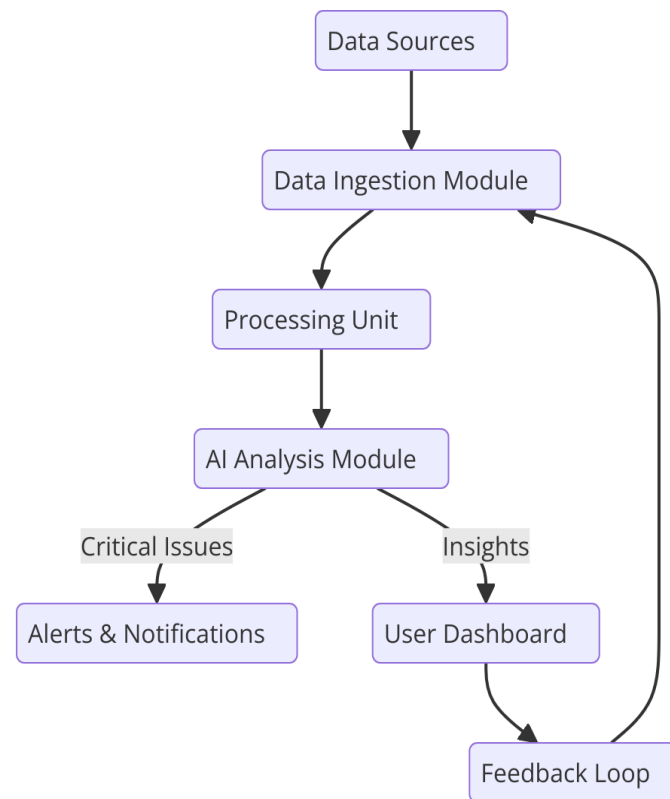 Data Sources
Data Ingestion Module
Processing Unit
AI Analysis Module
Critical Issues
Insights
Alerts & Notifications
User Dashboard
Feedback Loop